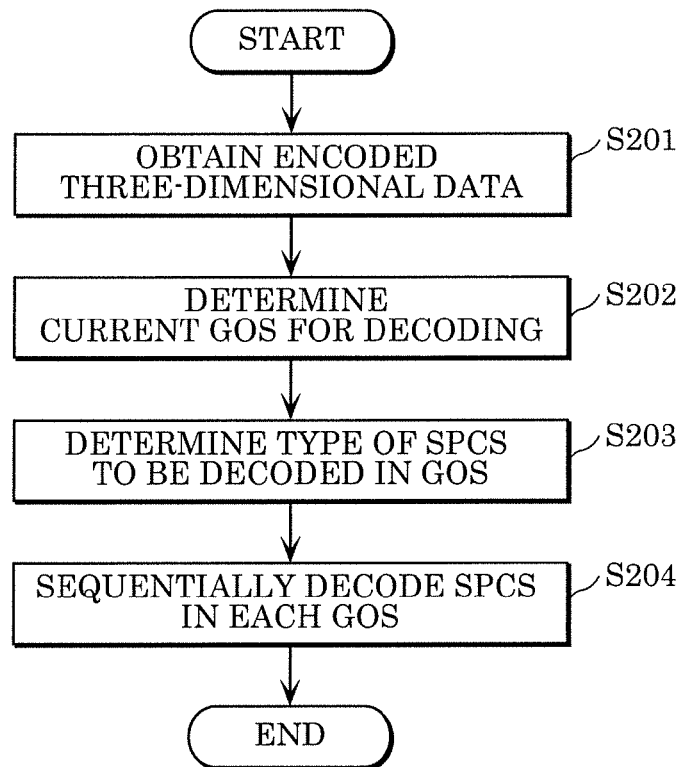 START
S201
OBTAIN ENCODED
THREE-DIMENSIONAL DATA
S202
DETERMINE
CURRENT GOS FOR DECODING
S203
DETERMINE TYPE OF SPCS
TO BE DECODED IN GOS
S204
SEQUENTIALLY DECODE SPCS
IN EACH GOS
END